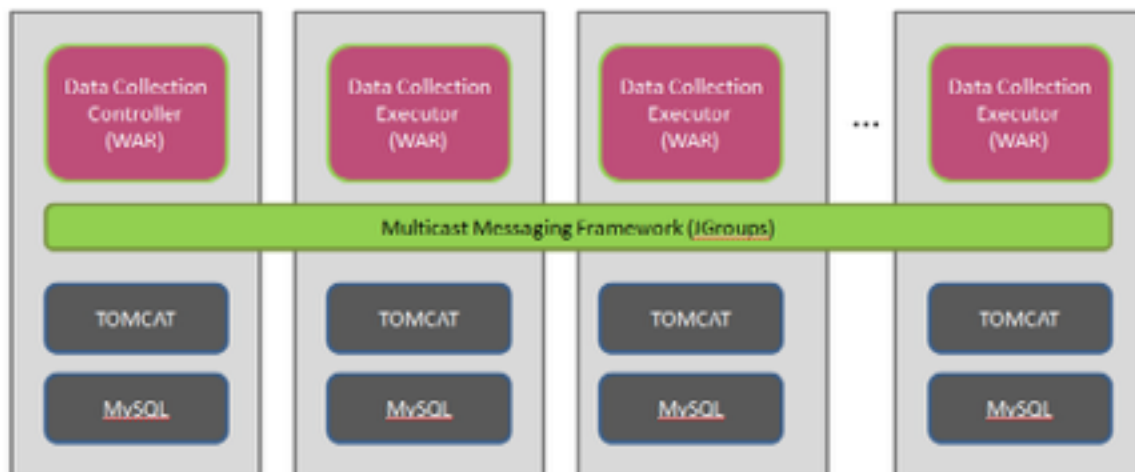 Data Collection
Controller
(WAR)
Data Collection
Executor
(WAR)
Data Collection
Executor
(WAR)
...
Data Collection
Executor
(WAR)
Multicast Messaging Framework (JGroups)
TOMCAT
TOMCAT
TOMCAT
TOMCAT
MySQL
MySQL
MySQL
MySQL